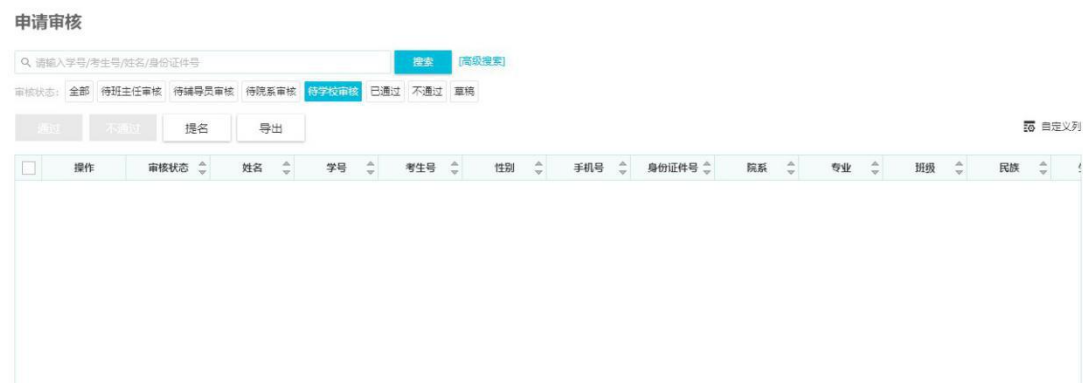 申请审核
请输入学号/考生号/姓名/身份证件号 搜索 [高级搜索]
审核状态: 全部 待班主任审核 待辅导员审核 待院系审核 待学校审核 已通过 不通过 草稿
通过 不通过 提名 导出 自定义列
操作 审核状态 姓名 学号 考生号 性别 手机号 身份证件号 院系 专业 班级 民族